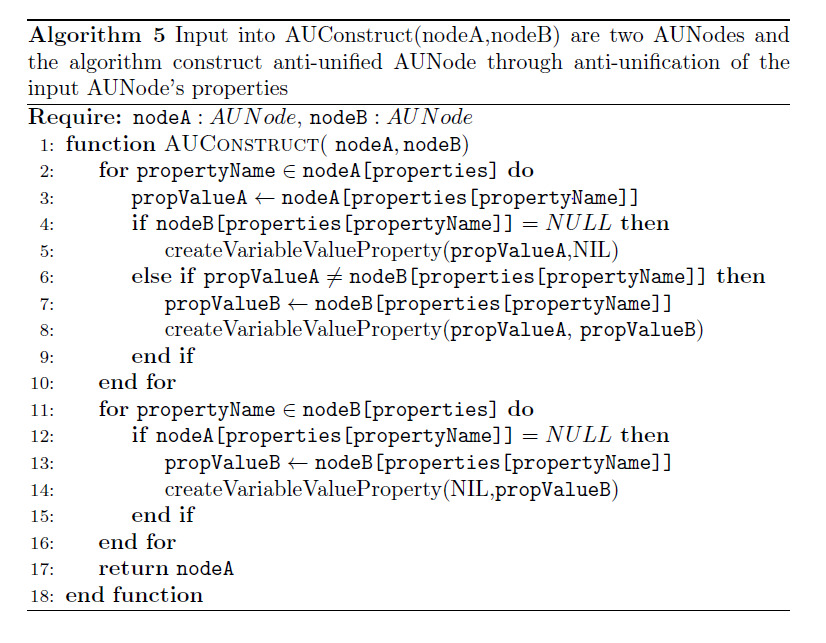 Algorithm 5 Input into AUConstruct(nodeA,nodeB) are two AUNodes and
the algorithm construct anti-unified AUNode through anti-unification of the
input AUNode's properties
Require: nodeA : AUNode, nodeB : AUNode
1: function AUCONSTRUCT( nodeA, nodeB)
2: for propertyName ∈ nodeA[properties] do
3: propValueA ← nodeA[properties[propertyName]]
4: if nodeB[properties[propertyName]] = NULL then
5: createVariableValueProperty(propValueA,NIL)
6: else if propValueA ≠ nodeB[properties[propertyName]] then
7: propValueB ← nodeB[properties[propertyName]]
8: createVariableValueProperty(propValueA, propValueB)
9: end if
10: end for
11: for propertyName ∈ nodeB[properties] do
12: if nodeA[properties[propertyName]] = NULL then
13: propValueB ← nodeB[properties[propertyName]]
14: createVariableValueProperty(NIL,propValueB)
15: end if
16: end for
17: return nodeA
18: end function